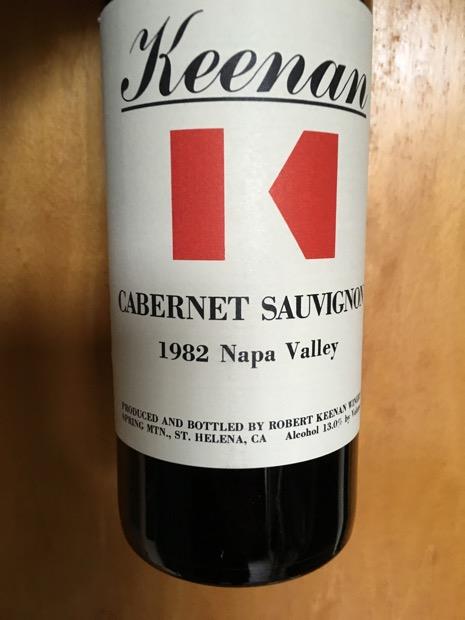 Keenan
K
CABERNET SAUVIGNON
1982 Napa Valley
PRODUCED AND BOTTLED BY ROBERT KEENAN
SPRING MTN., ST. HELENA, CA Alcohol 13.0% by